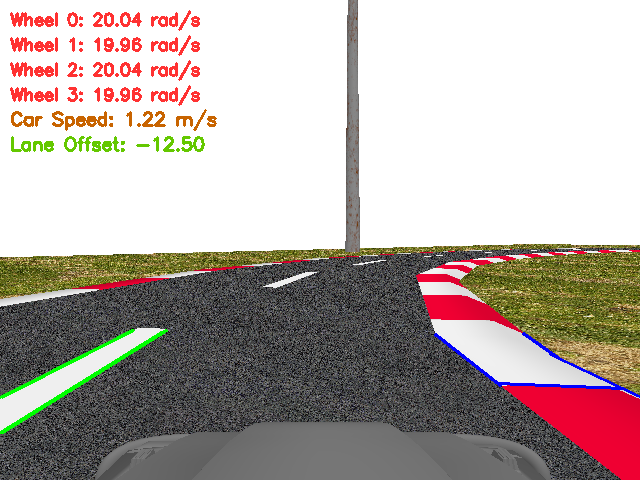 Wheel 0: 20.04 rad/s
Wheel 1: 19.96 rad/s
Wheel 2: 20.04 rad/s
Wheel 3: 19.96 rad/s
Car Speed: 1.22 m/s
Lane Offset: -12.50